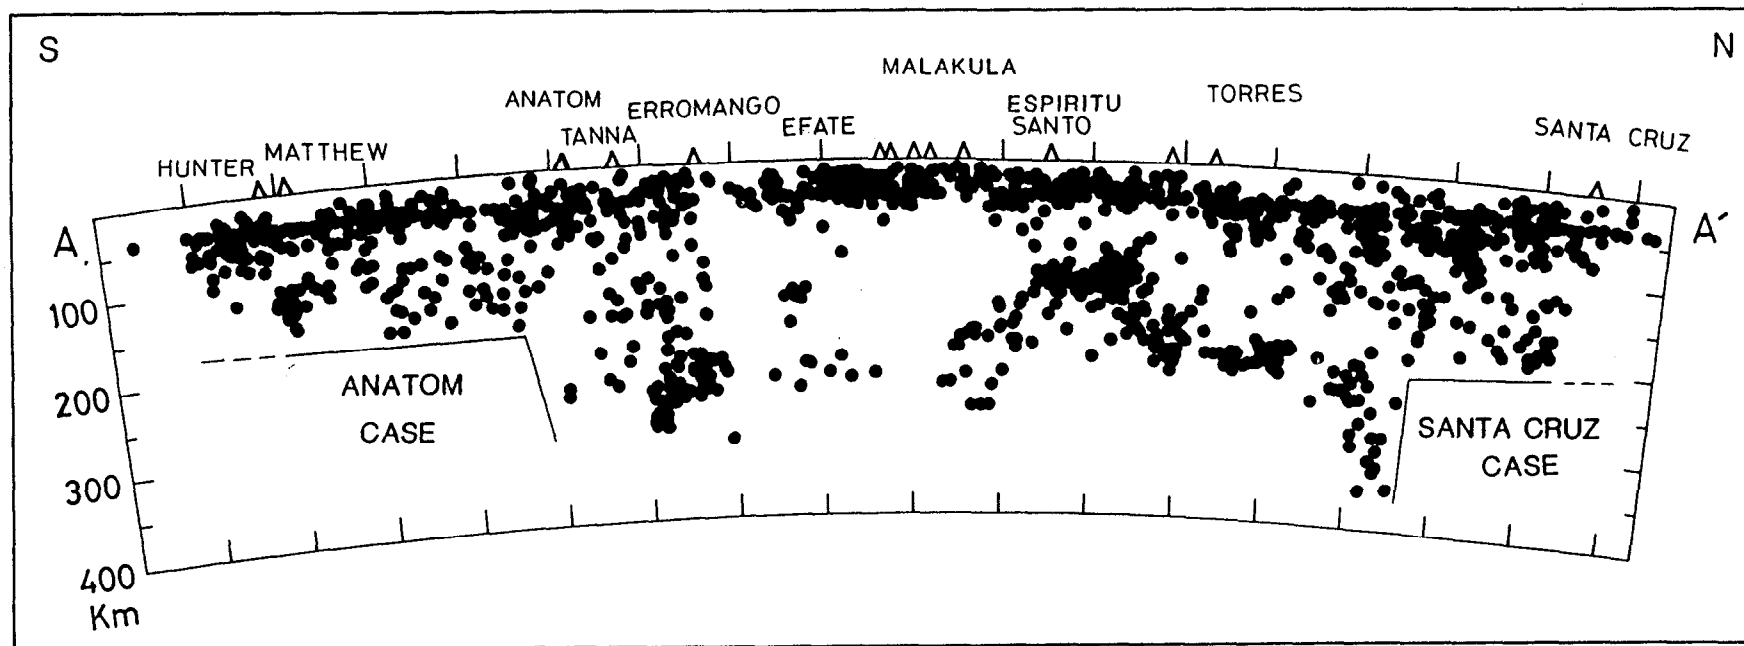 S
N
MALAKULA
ANATOM
ERROMANGO
ESPIRITU
TORRES
TANNA
EFATE
SANTO
SANTA CRUZ
HUNTER
MATTHEW
A
A′
100
200
300
400
Km
ANATOM
CASE
SANTA CRUZ
CASE